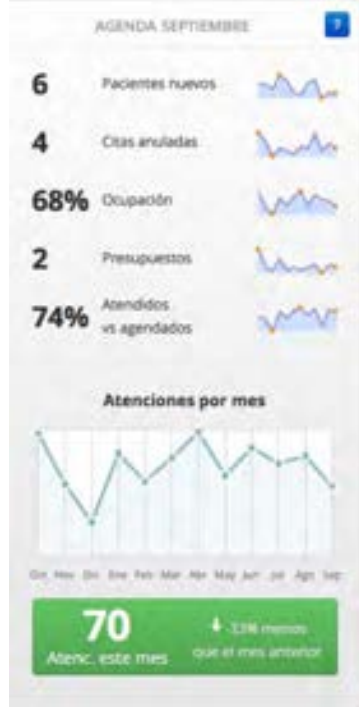 AGENDA SEPTIEMBRE ?
6 Pacientes nuevos
4 Citas anuladas
68% Ocupación
2 Presupuestos
74% Atendidos
vs agendados
Atenciones por mes
Oct Nov Dic Ene Feb Mar Abr May Jun Jul Ago Sep
70
Atenc. este mes
menos
que el mes anterior